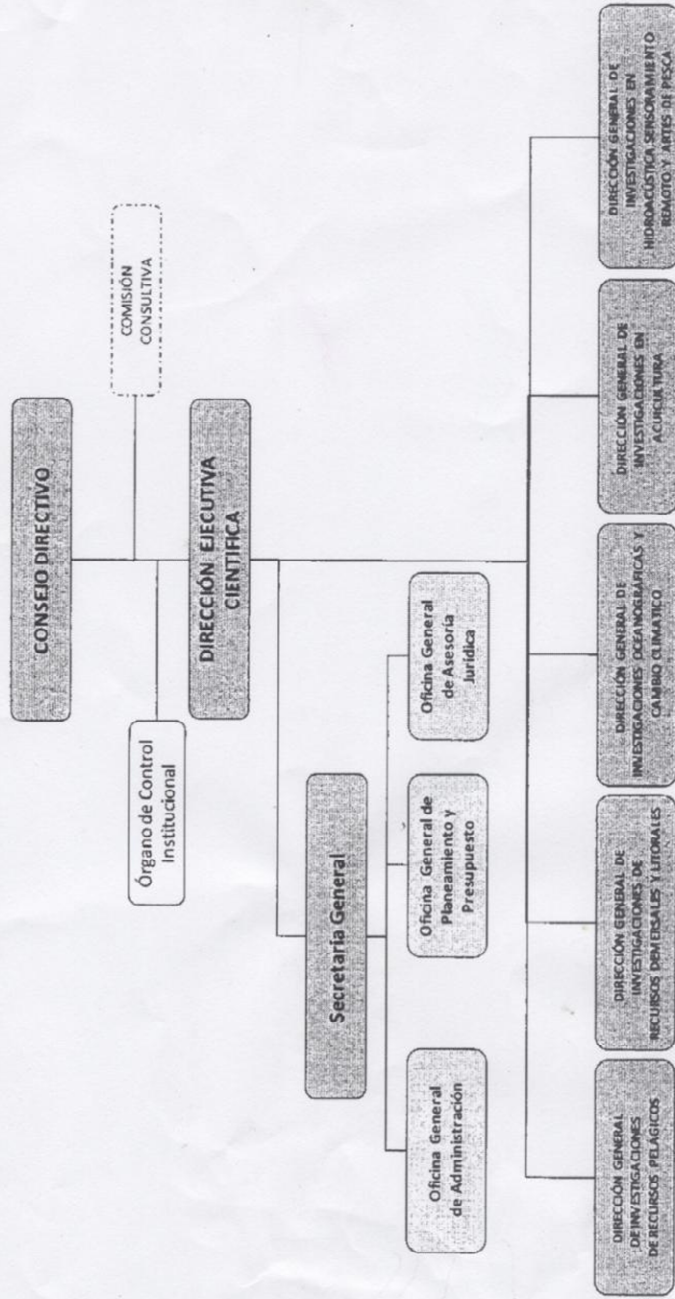 CONSEJO DIRECTIVO
COMISIÓN
CONSULTIVA
Órgano de Control
Institucional
DIRECCIÓN EJECUTIVA
CIENTIFICA
Secretaría General
Oficina General
de Administración
Oficina General de
Planeamiento y
Presupuesto
Oficina General
de Asesoría
Jurídica
DIRECCIÓN GENERAL
DE INVESTIGACIONES
DE RECURSOS PELÁGICOS
DIRECCIÓN GENERAL DE
INVESTIGACIONES DE
RECURSOS DEMERSALES Y LITORALES
DIRECCIÓN GENERAL DE
INVESTIGACIONES OCEANOGRÁFICAS Y
CAMBIO CLIMATICO
DIRECCIÓN GENERAL DE
INVESTIGACIONES EN
ACUICULTURA
DIRECCIÓN GENERAL DE
INVESTIGACIONES EN
HIDROACÚSTICA, SENSORAMIENTO
REMOTO Y ARTES DE PESCA